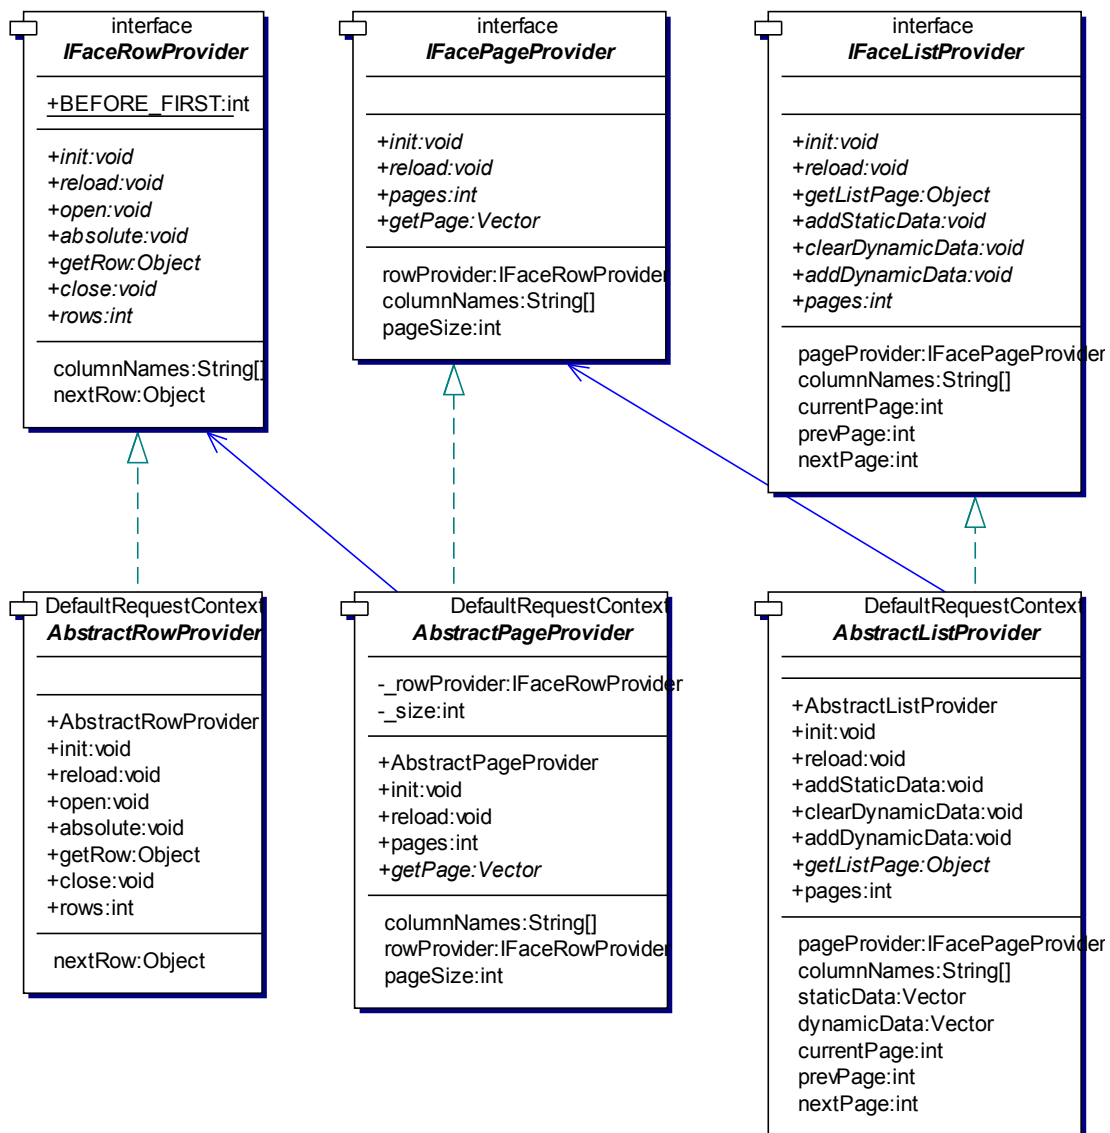 interface
IFaceRowProvider
+BEFORE_FIRST:int
+init:void
+reload:void
+open:void
+absolute:void
+getRow:Object
+close:void
+rows:int
columnNames:String[]
nextRow:Object
interface
IFacePageProvider
+init:void
+reload:void
+pages:int
+getPage:Vector
rowProvider:IFaceRowProvider
columnNames:String[]
pageSize:int
interface
IFaceListProvider
+init:void
+reload:void
+getListPage:Object
+addStaticData:void
+clearDynamicData:void
+addDynamicData:void
+pages:int
pageProvider:IFacePageProvider
columnNames:String[]
currentPage:int
prevPage:int
nextPage:int
DefaultRequestContext
AbstractRowProvider
+AbstractRowProvider
+init:void
+reload:void
+open:void
+absolute:void
+getRow:Object
+close:void
+rows:int
nextRow:Object
DefaultRequestContext
AbstractPageProvider
-_rowProvider:IFaceRowProvider
-_size:int
+AbstractPageProvider
+init:void
+reload:void
+pages:int
+getPage:Vector
columnNames:String[]
rowProvider:IFaceRowProvider
pageSize:int
DefaultRequestContext
AbstractListProvider
+AbstractListProvider
+init:void
+reload:void
+addStaticData:void
+clearDynamicData:void
+addDynamicData:void
+getListPage:Object
+pages:int
pageProvider:IFacePageProvider
columnNames:String[]
staticData:Vector
dynamicData:Vector
currentPage:int
prevPage:int
nextPage:int